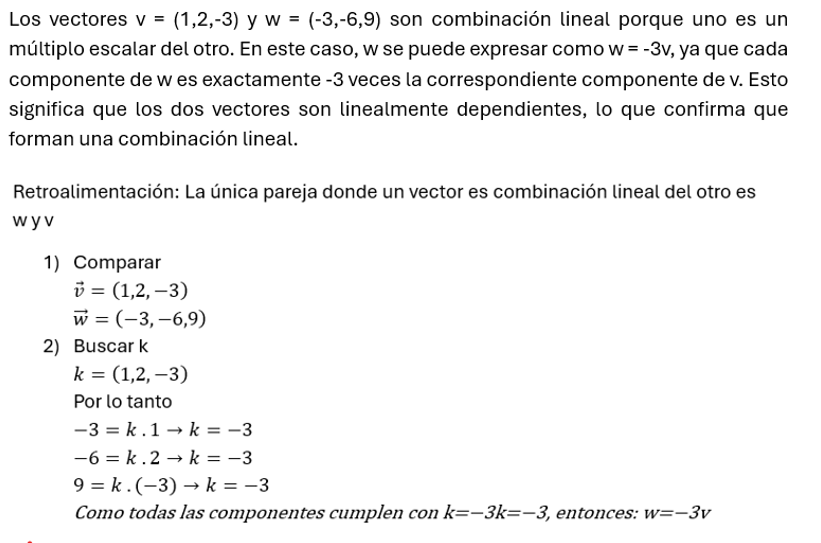 Los vectores v = (1,2,-3) y w = (-3,-6,9) son combinación lineal porque uno es un
múltiplo escalar del otro. En este caso, w se puede expresar como w = -3v, ya que cada
componente de w es exactamente -3 veces la correspondiente componente de v. Esto
significa que los dos vectores son linealmente dependientes, lo que confirma que
forman una combinación lineal.
Retroalimentación: La única pareja donde un vector es combinación lineal del otro es
w y v
1) Comparar
v⃗ = (1,2,−3)
w⃗ = (−3,−6,9)
2) Buscar k
k = (1,2,−3)
Por lo tanto
−3 = k . 1 → k = −3
−6 = k . 2 → k = −3
9 = k . (−3) → k = −3
Como todas las componentes cumplen con k=−3k=−3, entonces: w=−3v